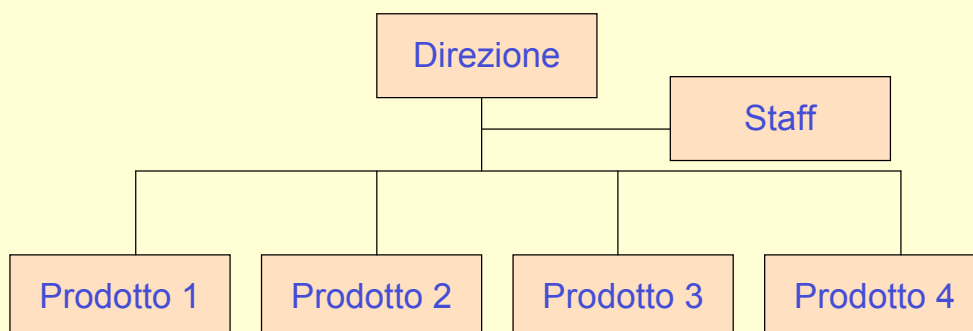 Direzione
Staff
Prodotto 1
Prodotto 2
Prodotto 3
Prodotto 4